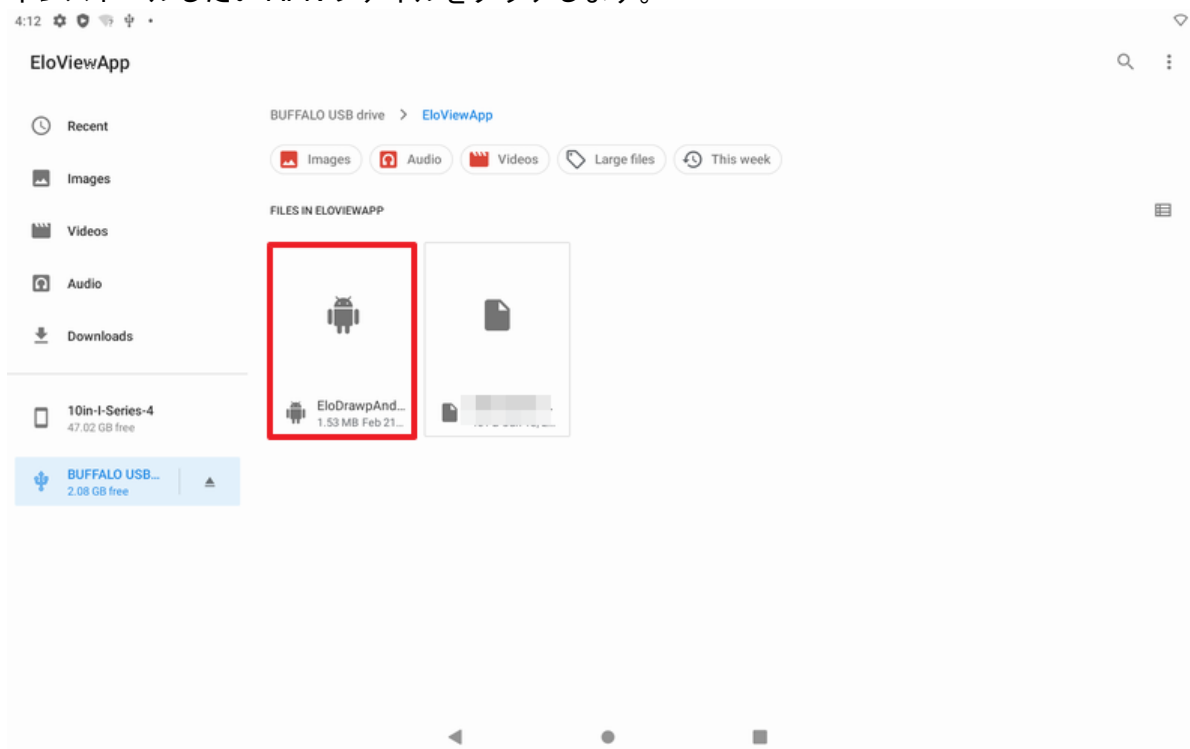 4:12
EloViewApp
Recent
Images
Videos
Audio
Downloads
10in-I-Series-4
47.02 GB free
BUFFALO USB...
2.08 GB free
BUFFALO USB drive > EloViewApp
Images Audio Videos Large files This week
FILES IN ELOVIEWAPP
EloDrawpAnd...
1.53 MB Feb 21...